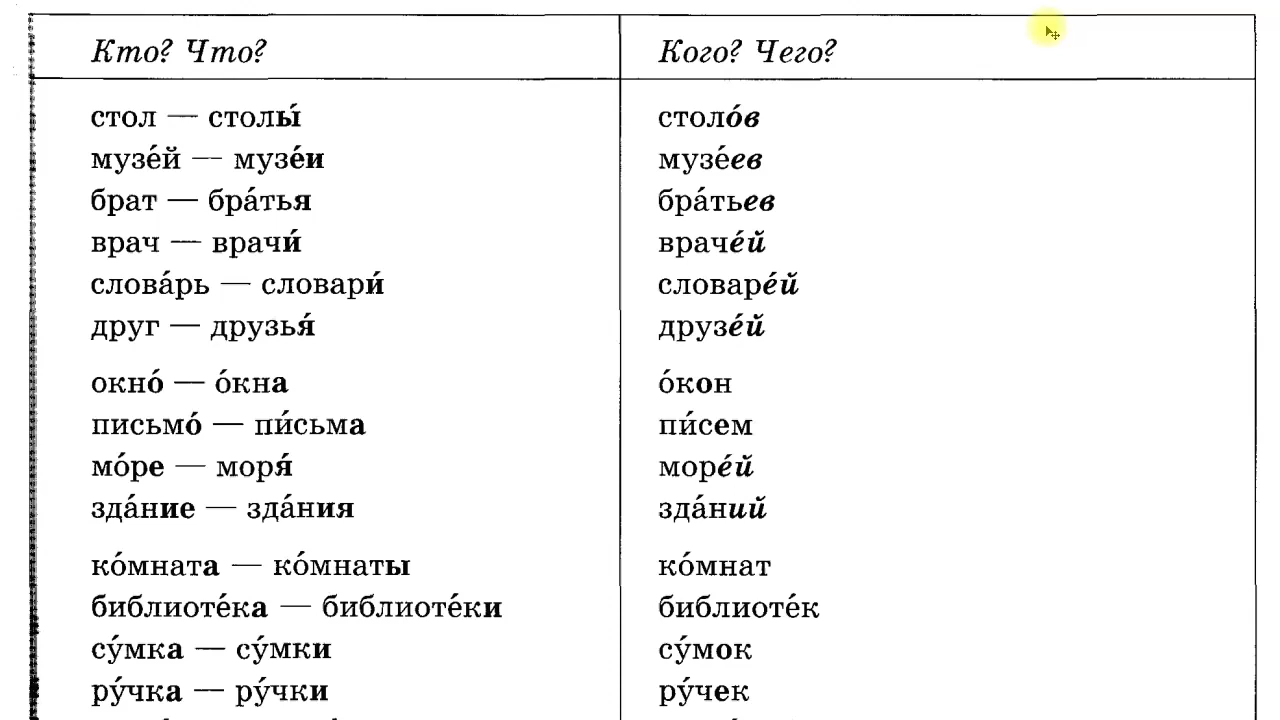 Кто? Что? Кого? Чего?
стол — столы́ столо́в
музе́й — музе́и музе́ев
брат — бра́тья бра́тьев
врач — врачи́ враче́й
слова́рь — словари́ словаре́й
друг — друзья́ друзе́й
окно́ — о́кна о́кон
письмо́ — пи́сьма пи́сем
мо́ре — моря́ море́й
зда́ние — зда́ния зда́ний
ко́мната — ко́мнаты ко́мнат
библиоте́ка — библиоте́ки библиоте́к
су́мка — су́мки су́мок
ру́чка — ру́чки ру́чек